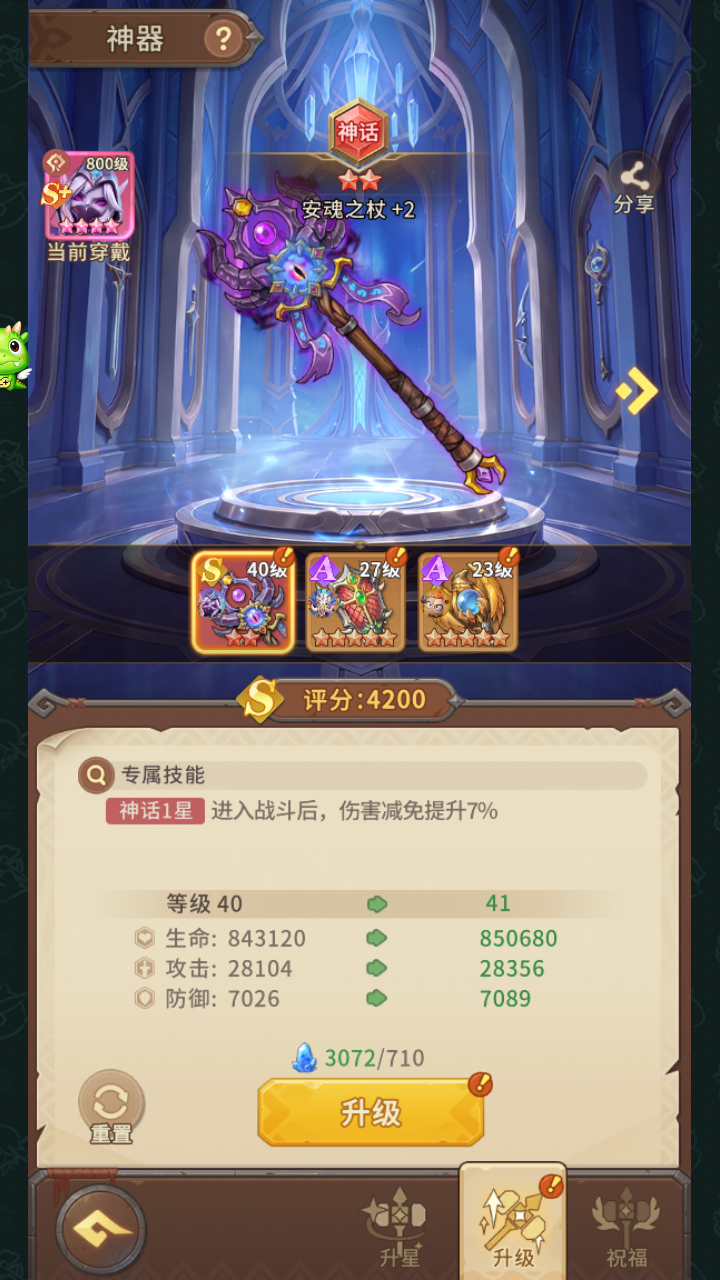 神器
?
神话
800级
S+
当前穿戴
安魂之杖 +2
分享
S 40级
A 27级
A 23级
S 评分:4200
专属技能
神话1星 进入战斗后，伤害减免提升7%
等级 40 41
生命: 843120 850680
攻击: 28104 28356
防御: 7026 7089
3072/710
重置
升级
升星
升级
祝福